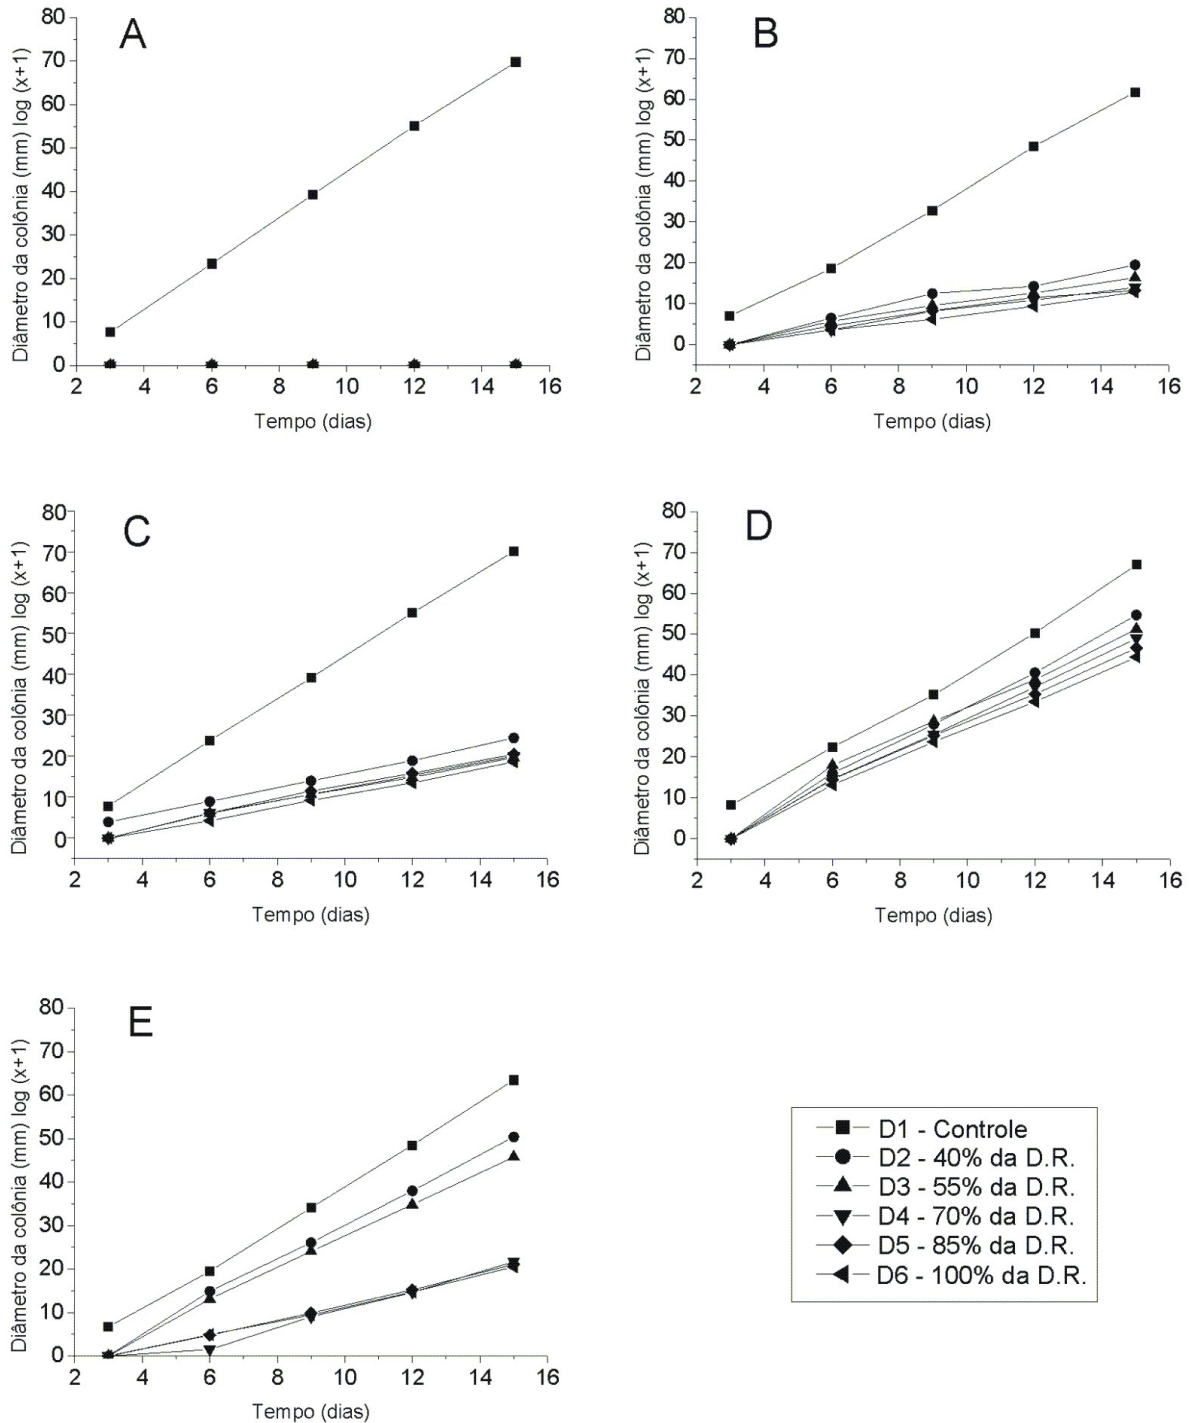 A
Diâmetro da colônia (mm) log (x+1)
80
70
60
50
40
30
20
10
0
2 4 6 8 10 12 14 16
Tempo (dias)
B
Diâmetro da colônia (mm) log (x+1)
80
70
60
50
40
30
20
10
0
2 4 6 8 10 12 14 16
Tempo (dias)
C
Diâmetro da colônia (mm) log (x+1)
80
70
60
50
40
30
20
10
0
2 4 6 8 10 12 14 16
Tempo (dias)
D
Diâmetro da colônia (mm) log (x+1)
80
70
60
50
40
30
20
10
0
2 4 6 8 10 12 14 16
Tempo (dias)
E
Diâmetro da colônia (mm) log (x+1)
80
70
60
50
40
30
20
10
0
2 4 6 8 10 12 14 16
Tempo (dias)
D1 - Controle
D2 - 40% da D.R.
D3 - 55% da D.R.
D4 - 70% da D.R.
D5 - 85% da D.R.
D6 - 100% da D.R.